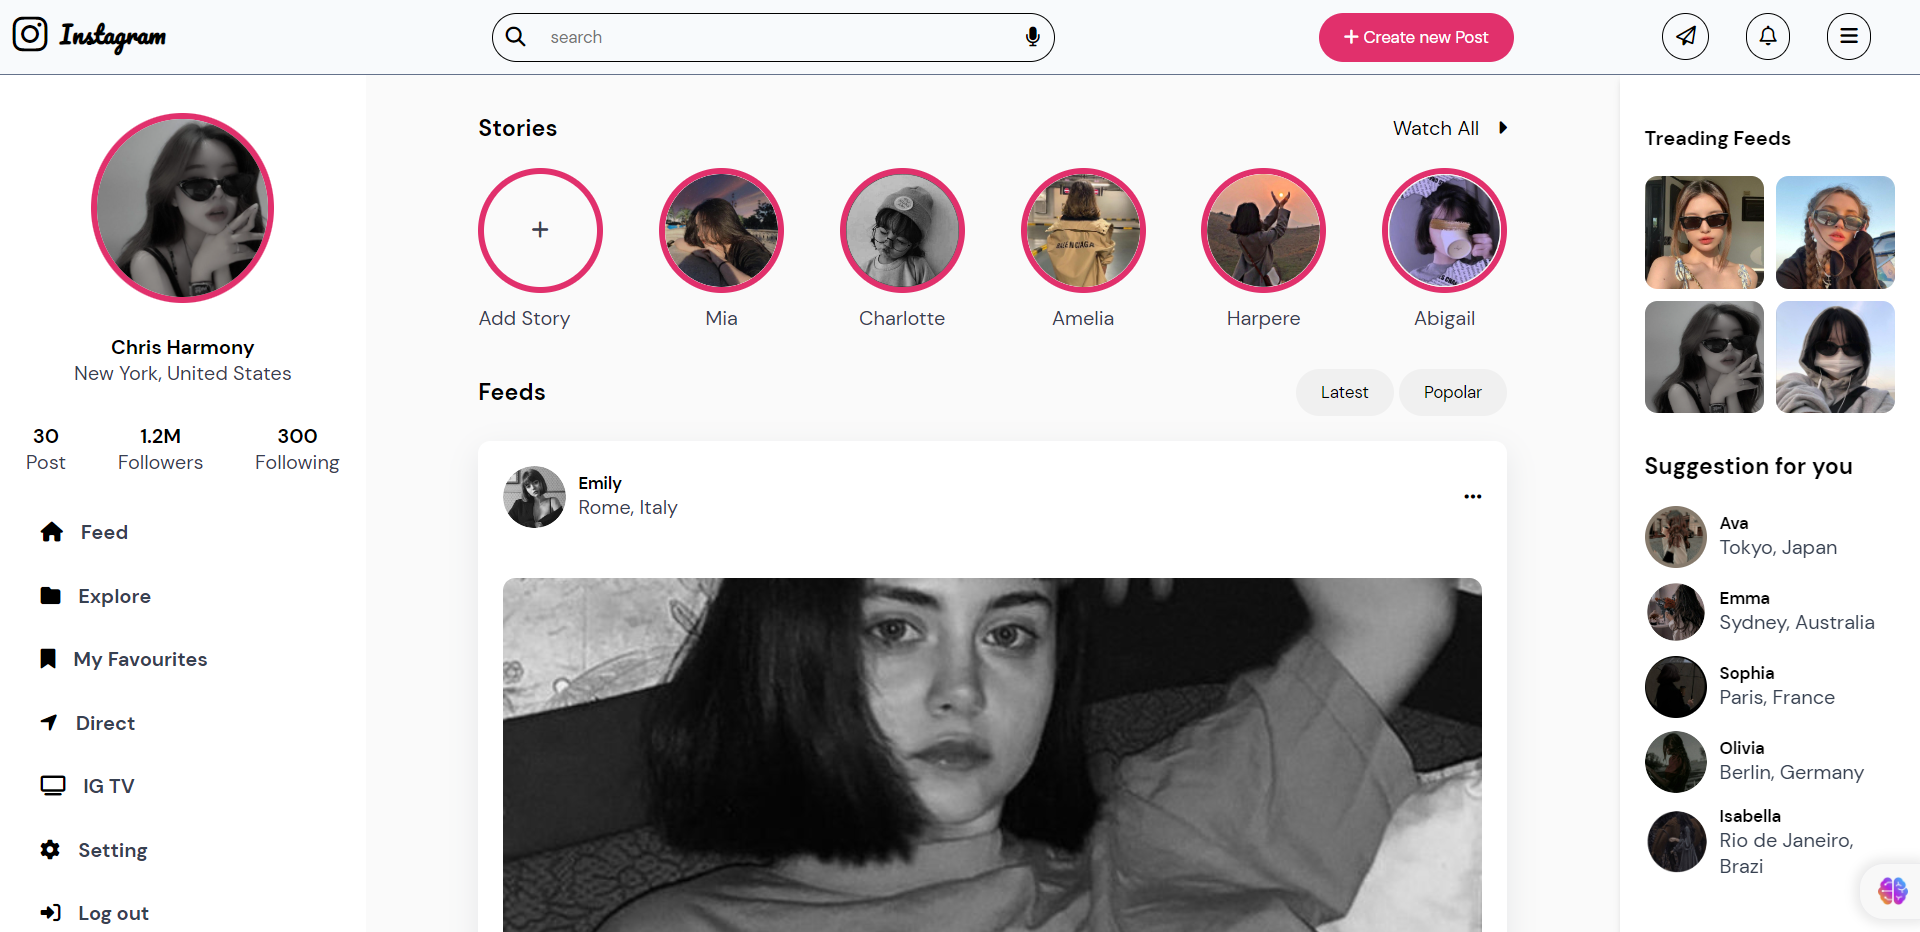 Instagram
search
Create new Post
Chris Harmony
New York, United States
30
Post
1.2M
Followers
300
Following
Feed
Explore
My Favourites
Direct
IG TV
Setting
Log out
Stories
Watch All
Add Story
Mia
Charlotte
Amelia
Harpere
Abigail
Feeds
Latest
Popolar
Emily
Rome, Italy
Treading Feeds
Suggestion for you
Ava
Tokyo, Japan
Emma
Sydney, Australia
Sophia
Paris, France
Olivia
Berlin, Germany
Isabella
Rio de Janeiro,
Brazi